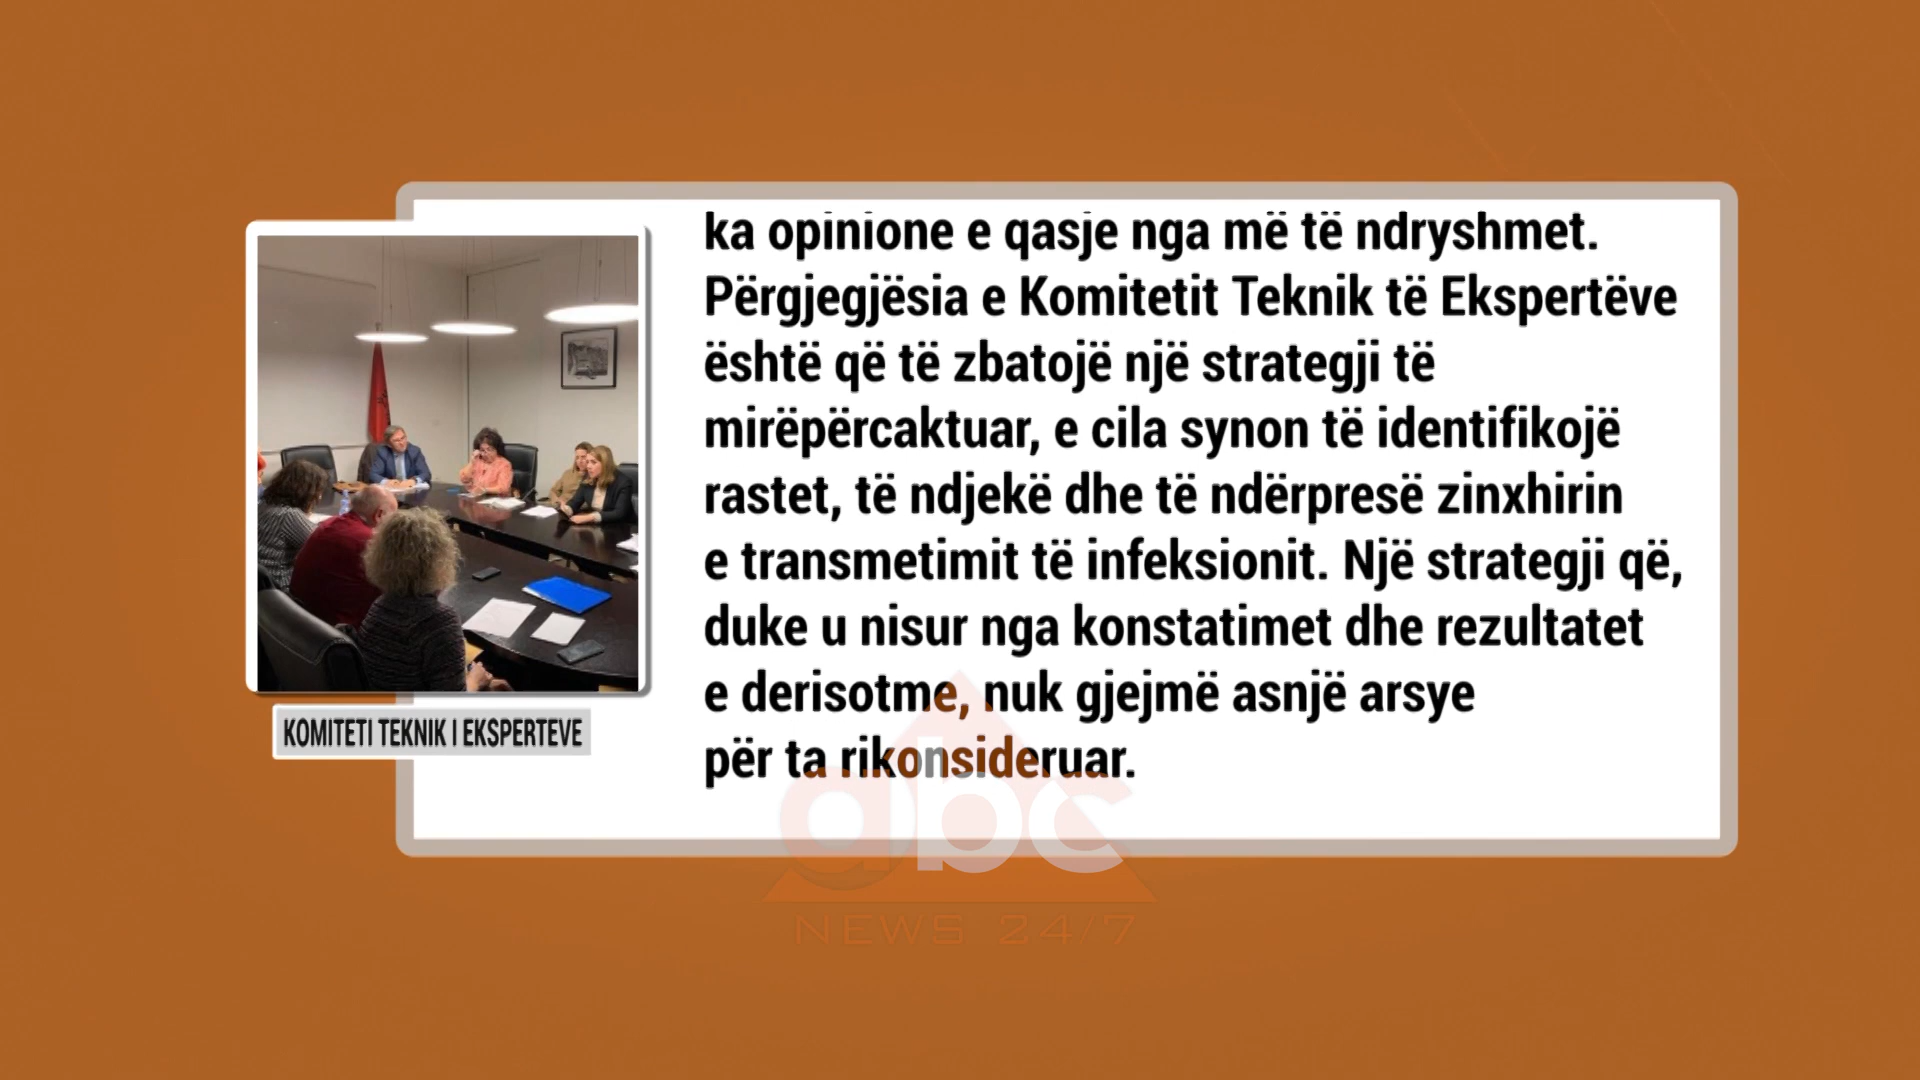 ka opinione e qasje nga më të ndryshmet.
Përgjegjësia e Komitetit Teknik të Ekspertëve
është që të zbatojë një strategji të
mirëpërcaktuar, e cila synon të identifikojë
rastet, të ndjekë dhe të ndërpresë zinxhirin
e transmetimit të infeksionit. Një strategji që,
duke u nisur nga konstatimet dhe rezultatet
e derisotme, nuk gjejmë asnjë arsye
për ta rikonsideruar.
KOMITETI TEKNIK I EKSPERTEVE
abc
NEWS 24/7